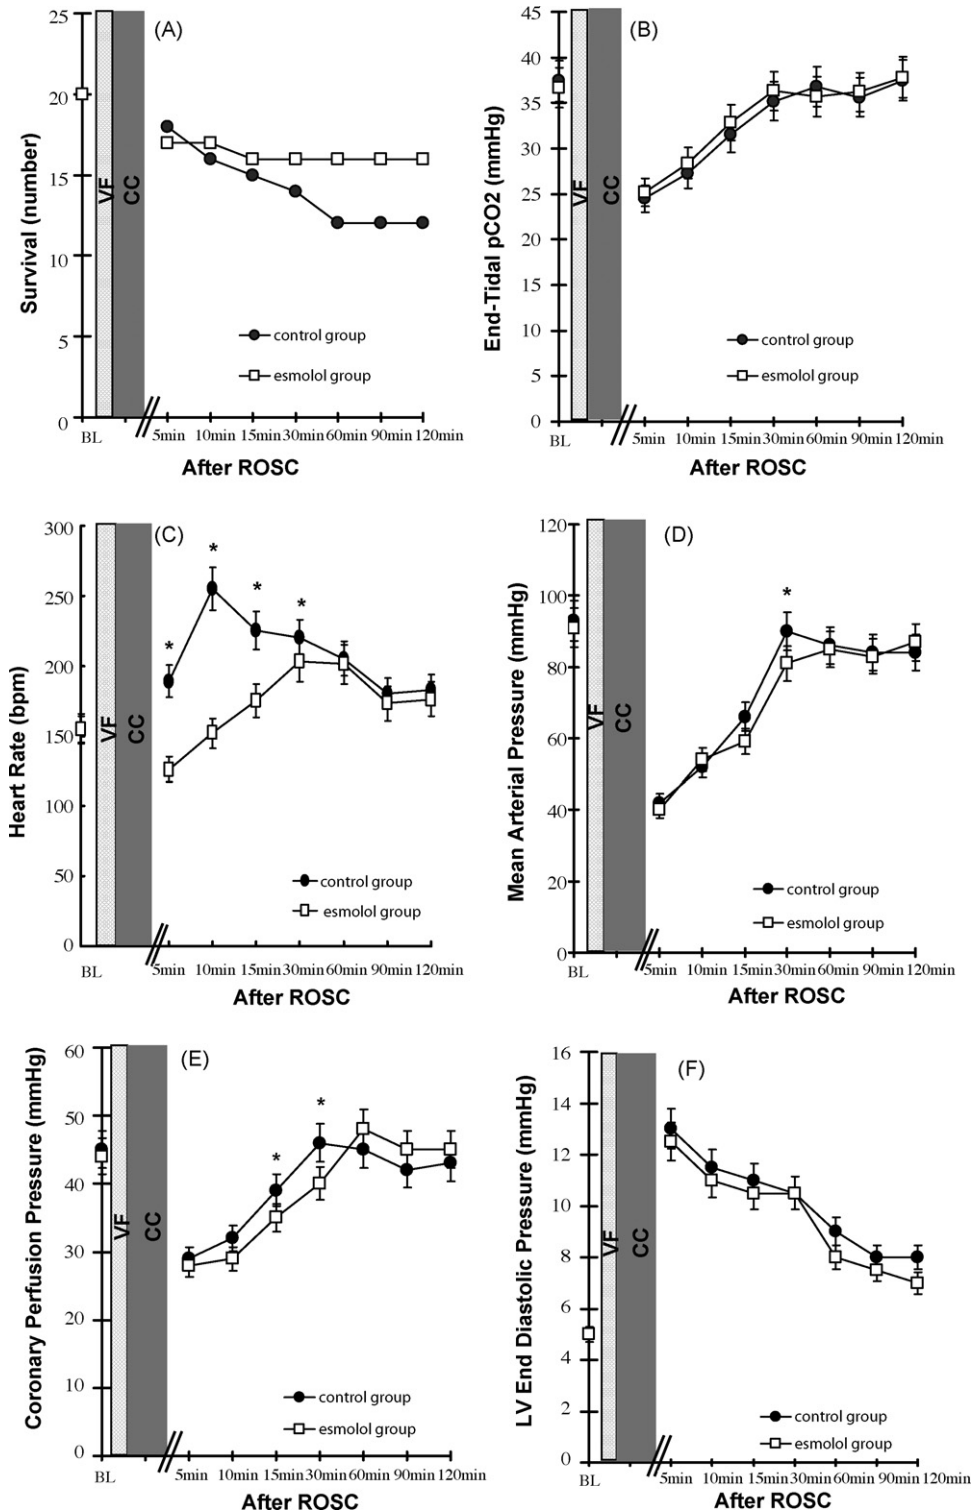 (A)
Survival (number)
25
20
15
10
5
0
VF
CC
control group
esmolol group
BL
5min
10min
15min
30min
60min
90min
120min
After ROSC
(B)
End-Tidal pCO2 (mmHg)
45
40
35
30
25
20
15
10
5
0
VF
CC
control group
esmolol group
BL
5min
10min
15min
30min
60min
90min
120min
After ROSC
(C)
Heart Rate (bpm)
300
250
200
150
100
50
0
VF
CC
*
*
*
*
control group
esmolol group
BL
5min
10min
15min
30min
60min
90min
120min
After ROSC
(D)
Mean Arterial Pressure (mmHg)
120
100
80
60
40
20
0
VF
CC
*
control group
esmolol group
BL
5min
10min
15min
30min
60min
90min
120min
After ROSC
(E)
Coronary Perfusion Pressure (mmHg)
60
50
40
30
20
10
0
VF
CC
*
*
control group
esmolol group
BL
5min
10min
15min
30min
60min
90min
120min
After ROSC
(F)
LV End Diastolic Pressure (mmHg)
16
14
12
10
8
6
4
2
0
VF
CC
control group
esmolol group
BL
5min
10min
15min
30min
60min
90min
120min
After ROSC